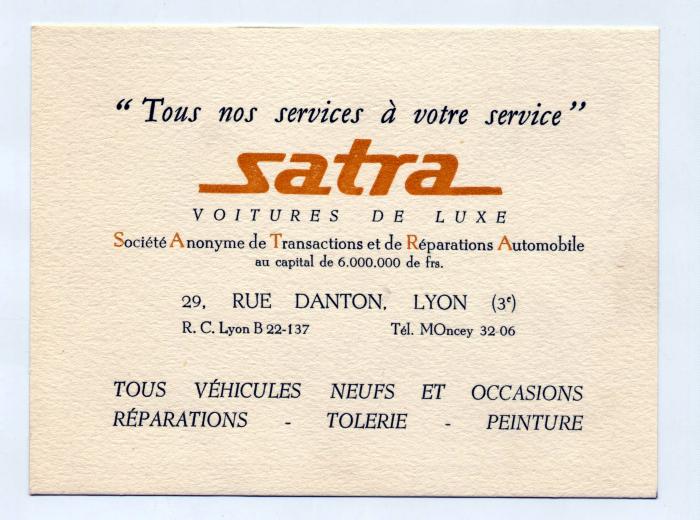 “Tous nos services à votre service”
satra
VOITURES DE LUXE
Société Anonyme de Transactions et de Réparations Automobile
au capital de 6.000.000 de frs.
29, RUE DANTON, LYON (3e)
R. C. Lyon B 22-137 Tél. MOncey 32-06
TOUS VÉHICULES NEUFS ET OCCASIONS
RÉPARATIONS - TOLERIE - PEINTURE